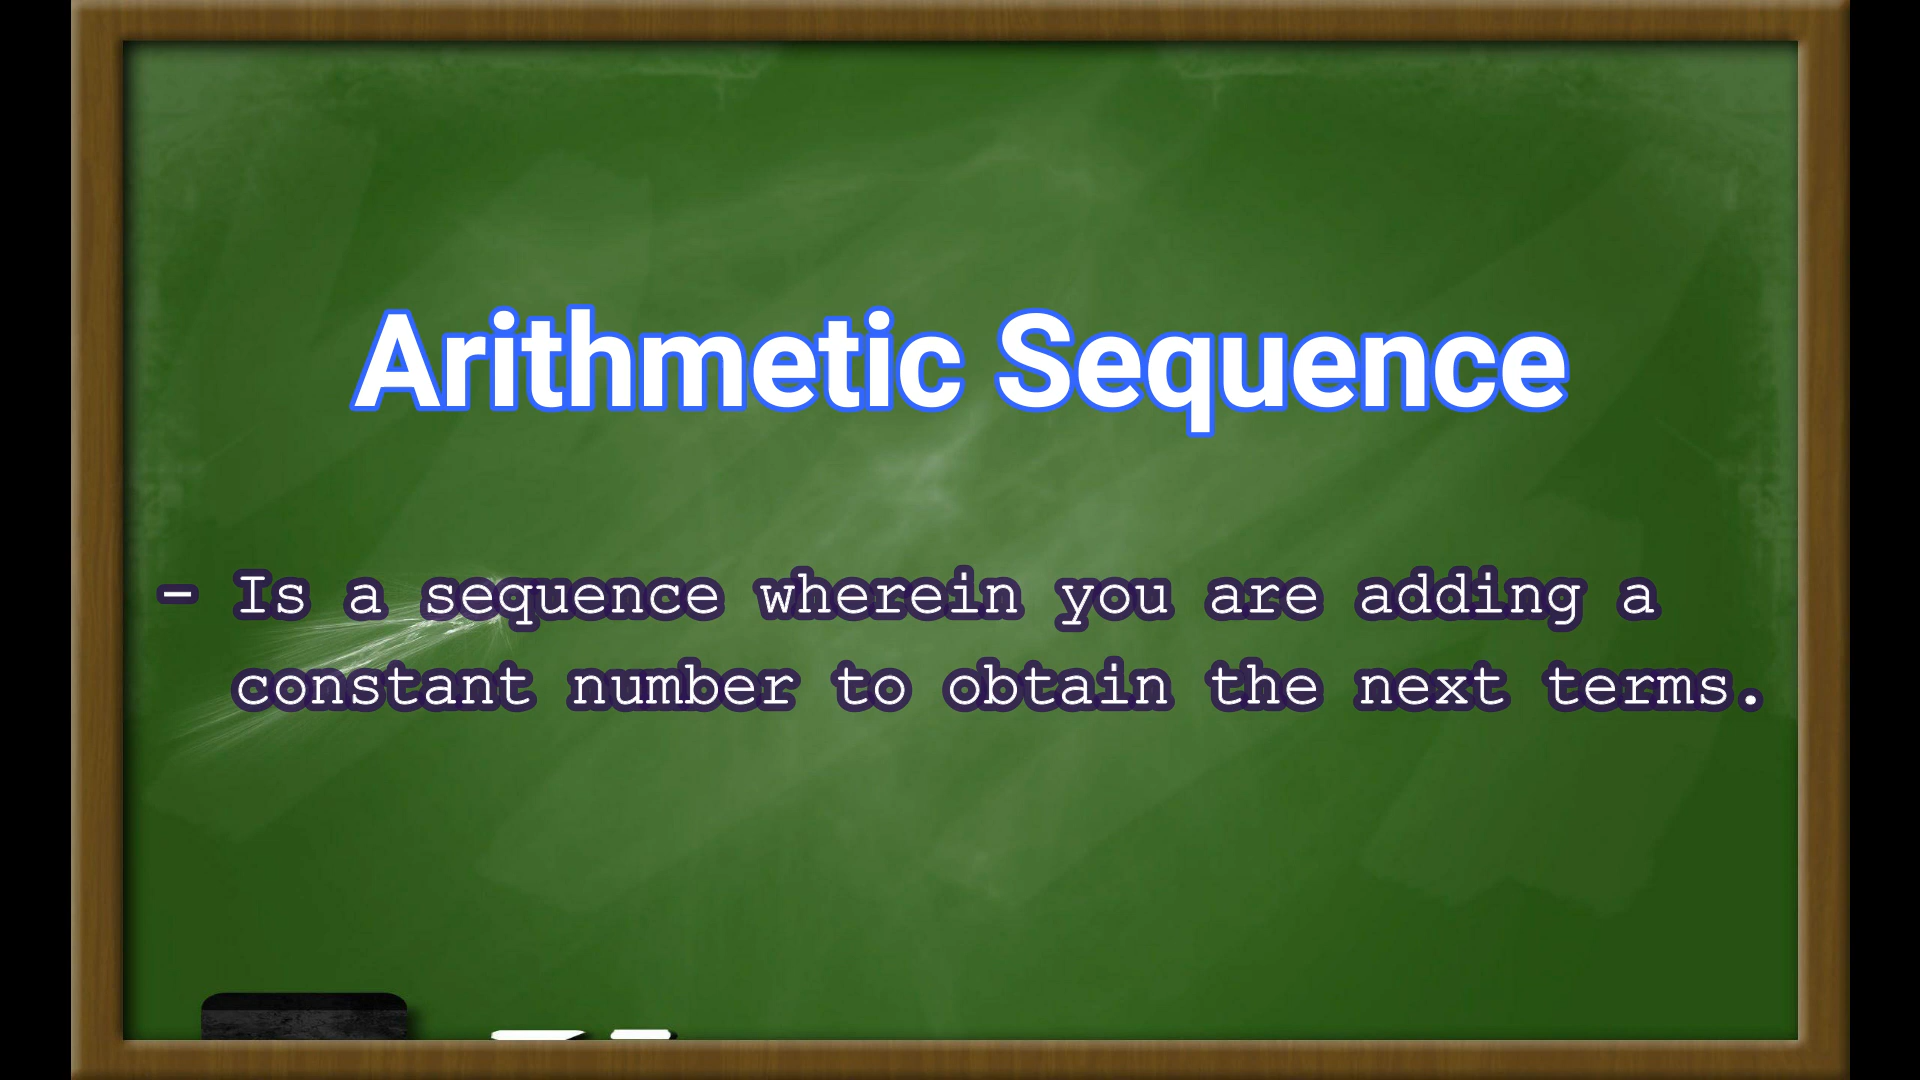 Arithmetic Sequence
- Is a sequence wherein you are adding a
constant number to obtain the next terms.